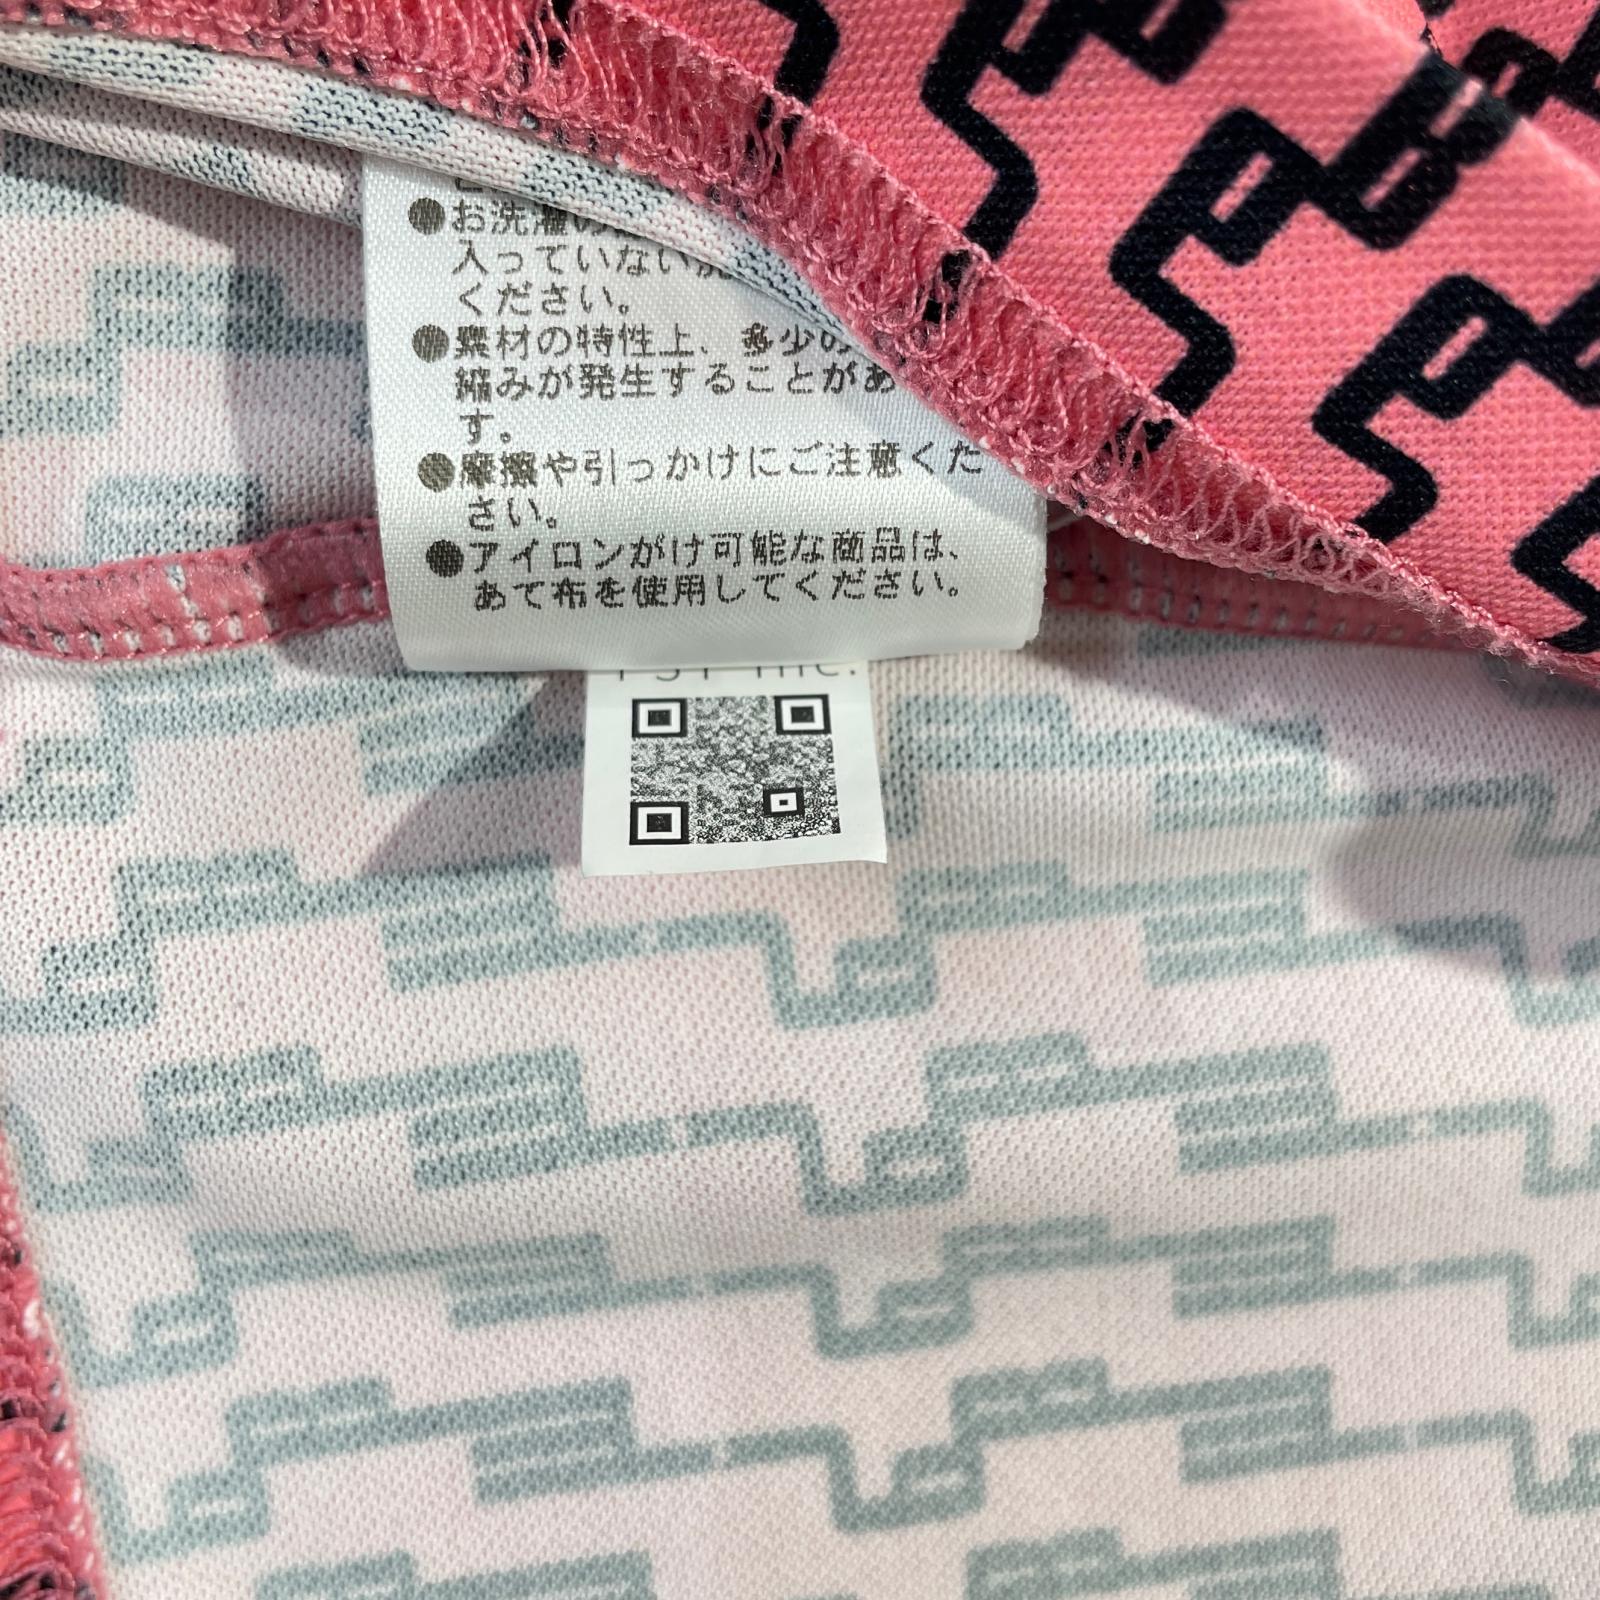 ●お洗濯の
入っていない
ください。
●素材の特性上、多少の
縮みが発生することがあ
す。
●摩擦や引っかけにご注意くだ
さい。
●アイロンがけ可能な商品は、
あて布を使用してください。